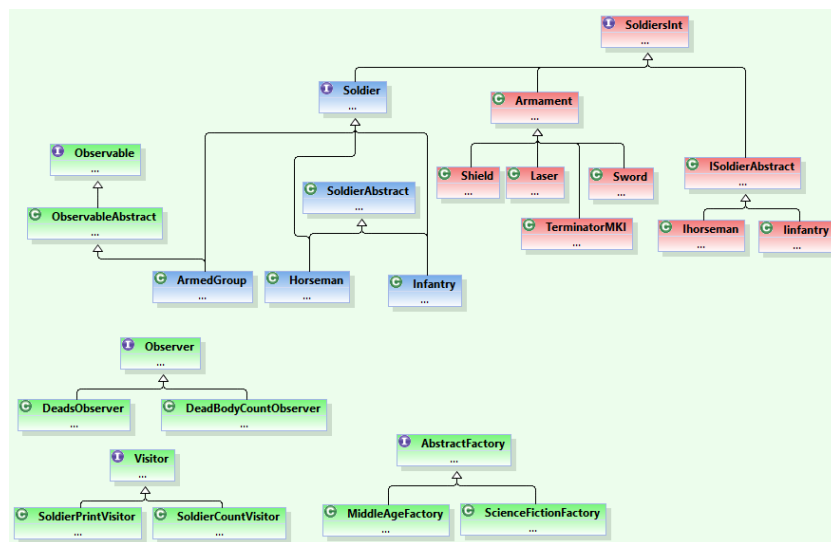 I SoldiersInt
...
I Soldier
...
C Armament
...
I Observable
...
C Shield
...
C Laser
...
C Sword
...
C ISoldierAbstract
...
C SoldierAbstract
...
C ObservableAbstract
...
C TerminatorMKI
...
C Ihorseman
...
C Iinfantry
...
C ArmedGroup
...
C Horseman
...
C Infantry
...
I Observer
...
C DeadsObserver
...
C DeadBodyCountObserver
...
I Visitor
...
I AbstractFactory
...
C SoldierPrintVisitor
...
C SoldierCountVisitor
...
C MiddleAgeFactory
...
C ScienceFictionFactory
...